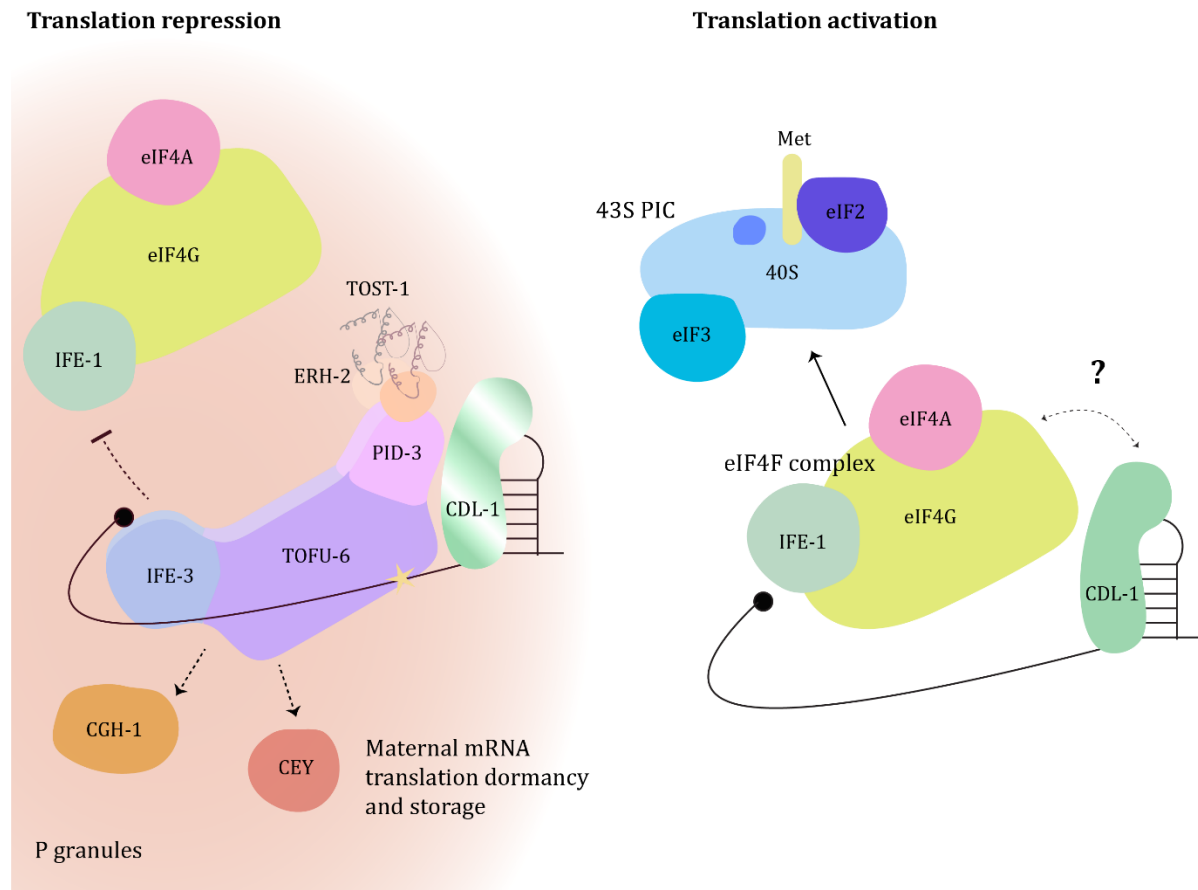 Translation repression
eIF4A
eIF4G
IFE-1
TOST-1
ERH-2
PID-3
CDL-1
TOFU-6
IFE-3
CGH-1
CEY
Maternal mRNA
translation dormancy
and storage
P granules
Translation activation
Met
43S PIC
eIF2
40S
eIF3
?
eIF4A
eIF4F complex
eIF4G
IFE-1
CDL-1